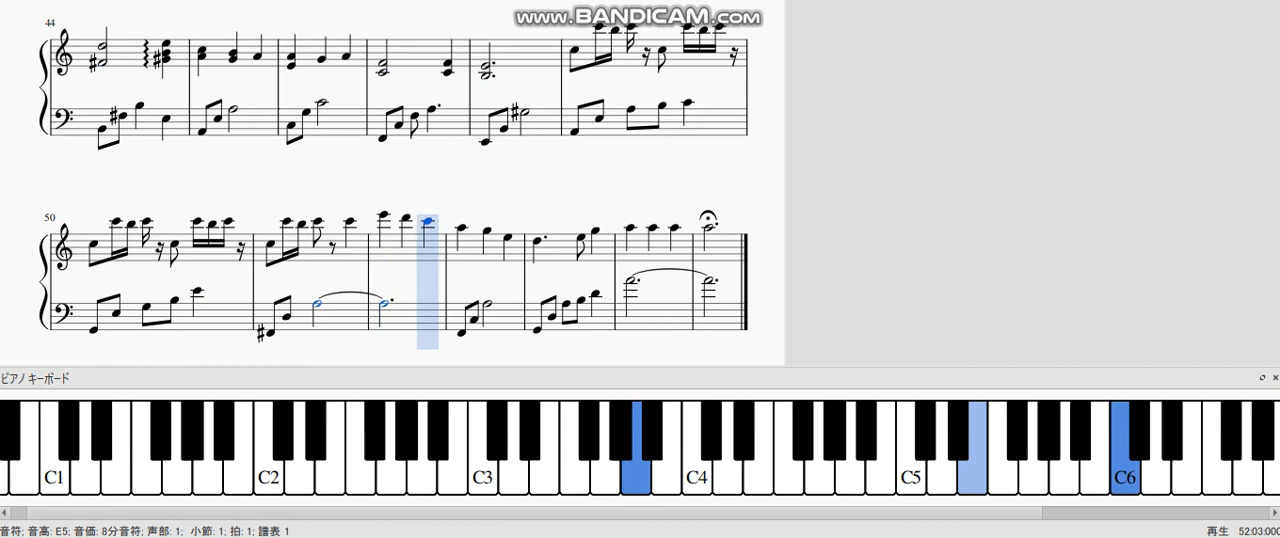 www.BANDICAM.com
44
50
ピアノ キーボード
C1 C2 C3 C4 C5 C6
音符; 音高: E5; 音価: 8分音符; 声部: 1; 小節: 1; 拍: 1; 譜表 1
再生 52:03:000